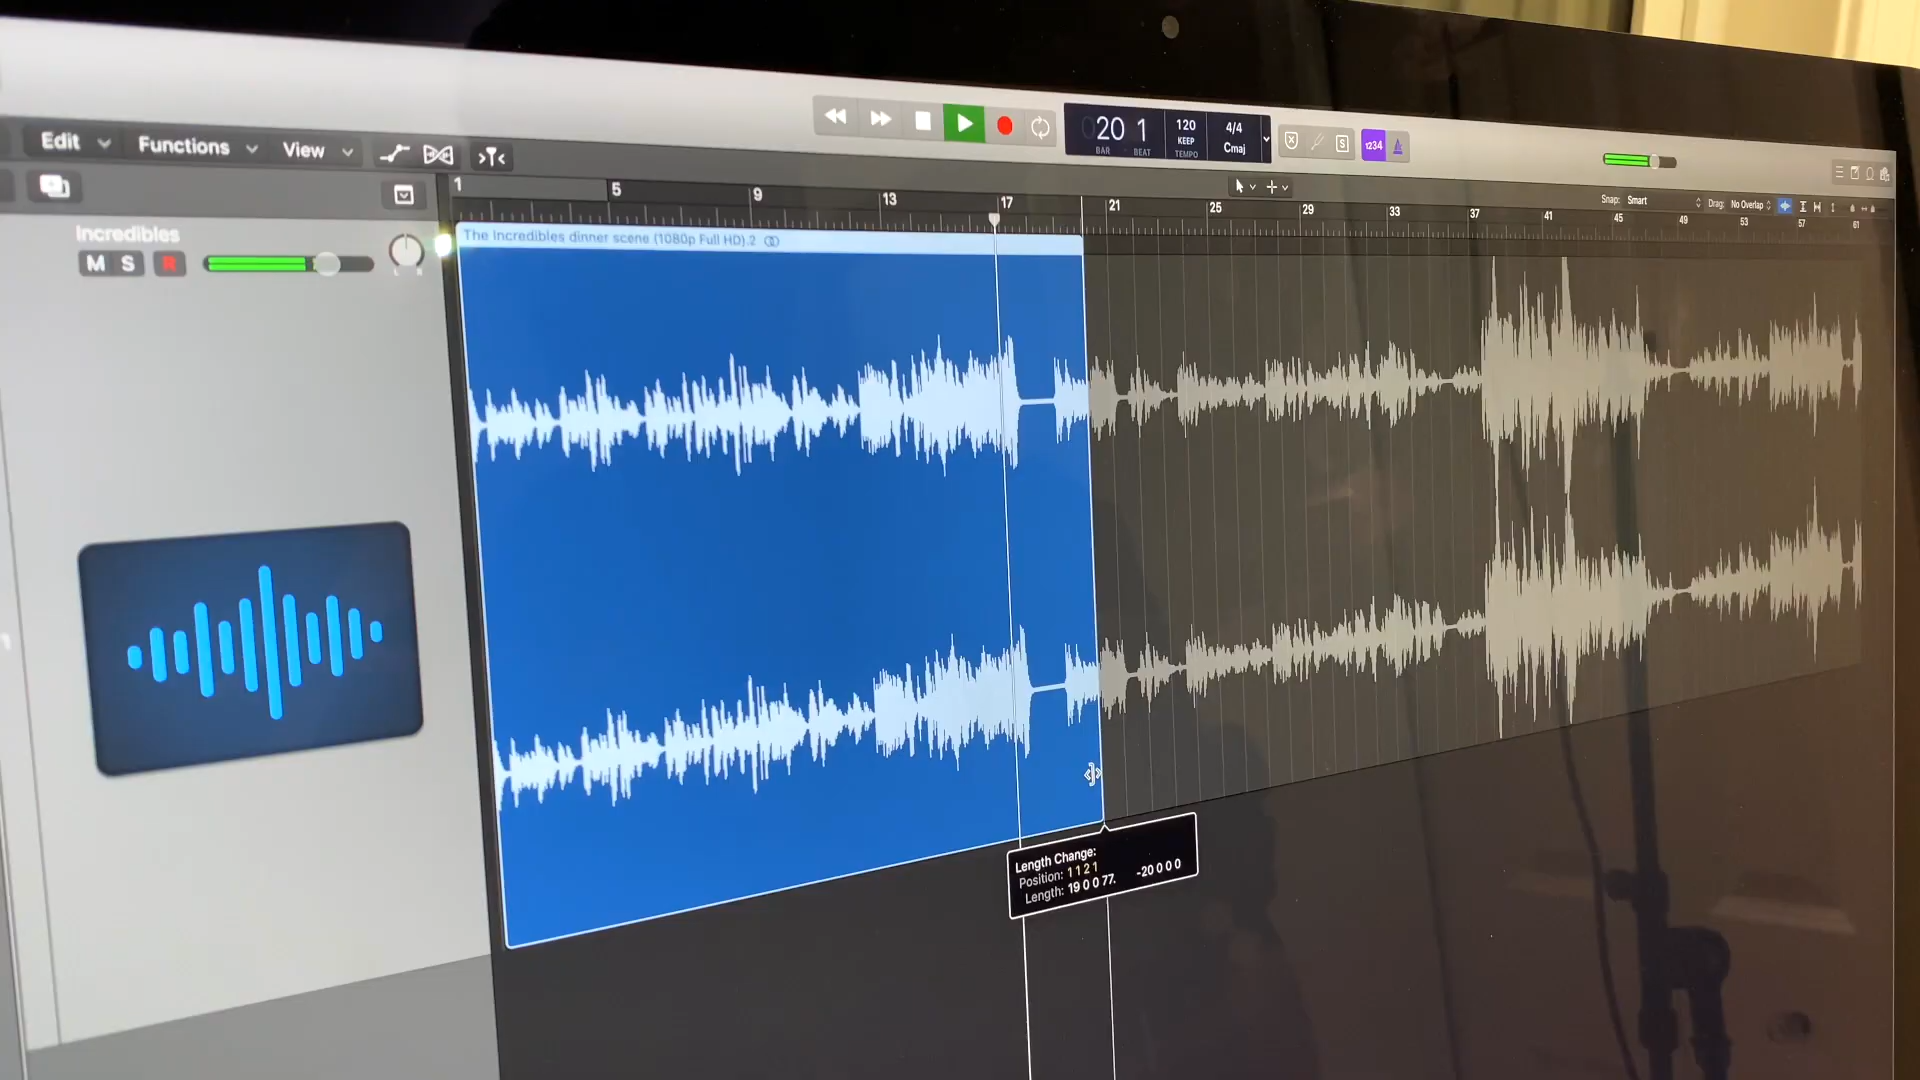 020 1
BAR BEAT
120
KEEP
TEMPO
4/4
Cmaj
S
1234
Edit Functions View
Snap: Smart Drag: No Overlap
1 5 9 13 17 21 25 29 33 37 41 45 49 53 57 61
Incredibles
M S R
The Incredibles dinner scene (1080p Full HD).2
Length Change:
Position: 1 1 2 1
Length: 19 0 0 77. -20 0 0 0